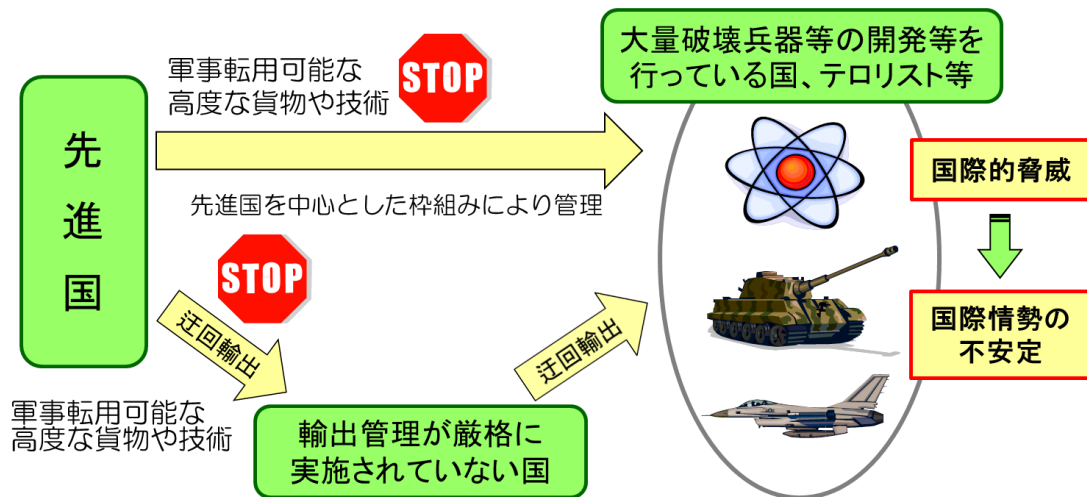 大量破壊兵器等の開発等を
行っている国、テロリスト等
軍事転用可能な
高度な貨物や技術
STOP
先進国
国際的脅威
先進国を中心とした枠組みにより管理
STOP
迂回輸出
迂回輸出
国際情勢の
不安定
軍事転用可能な
高度な貨物や技術
輸出管理が厳格に
実施されていない国